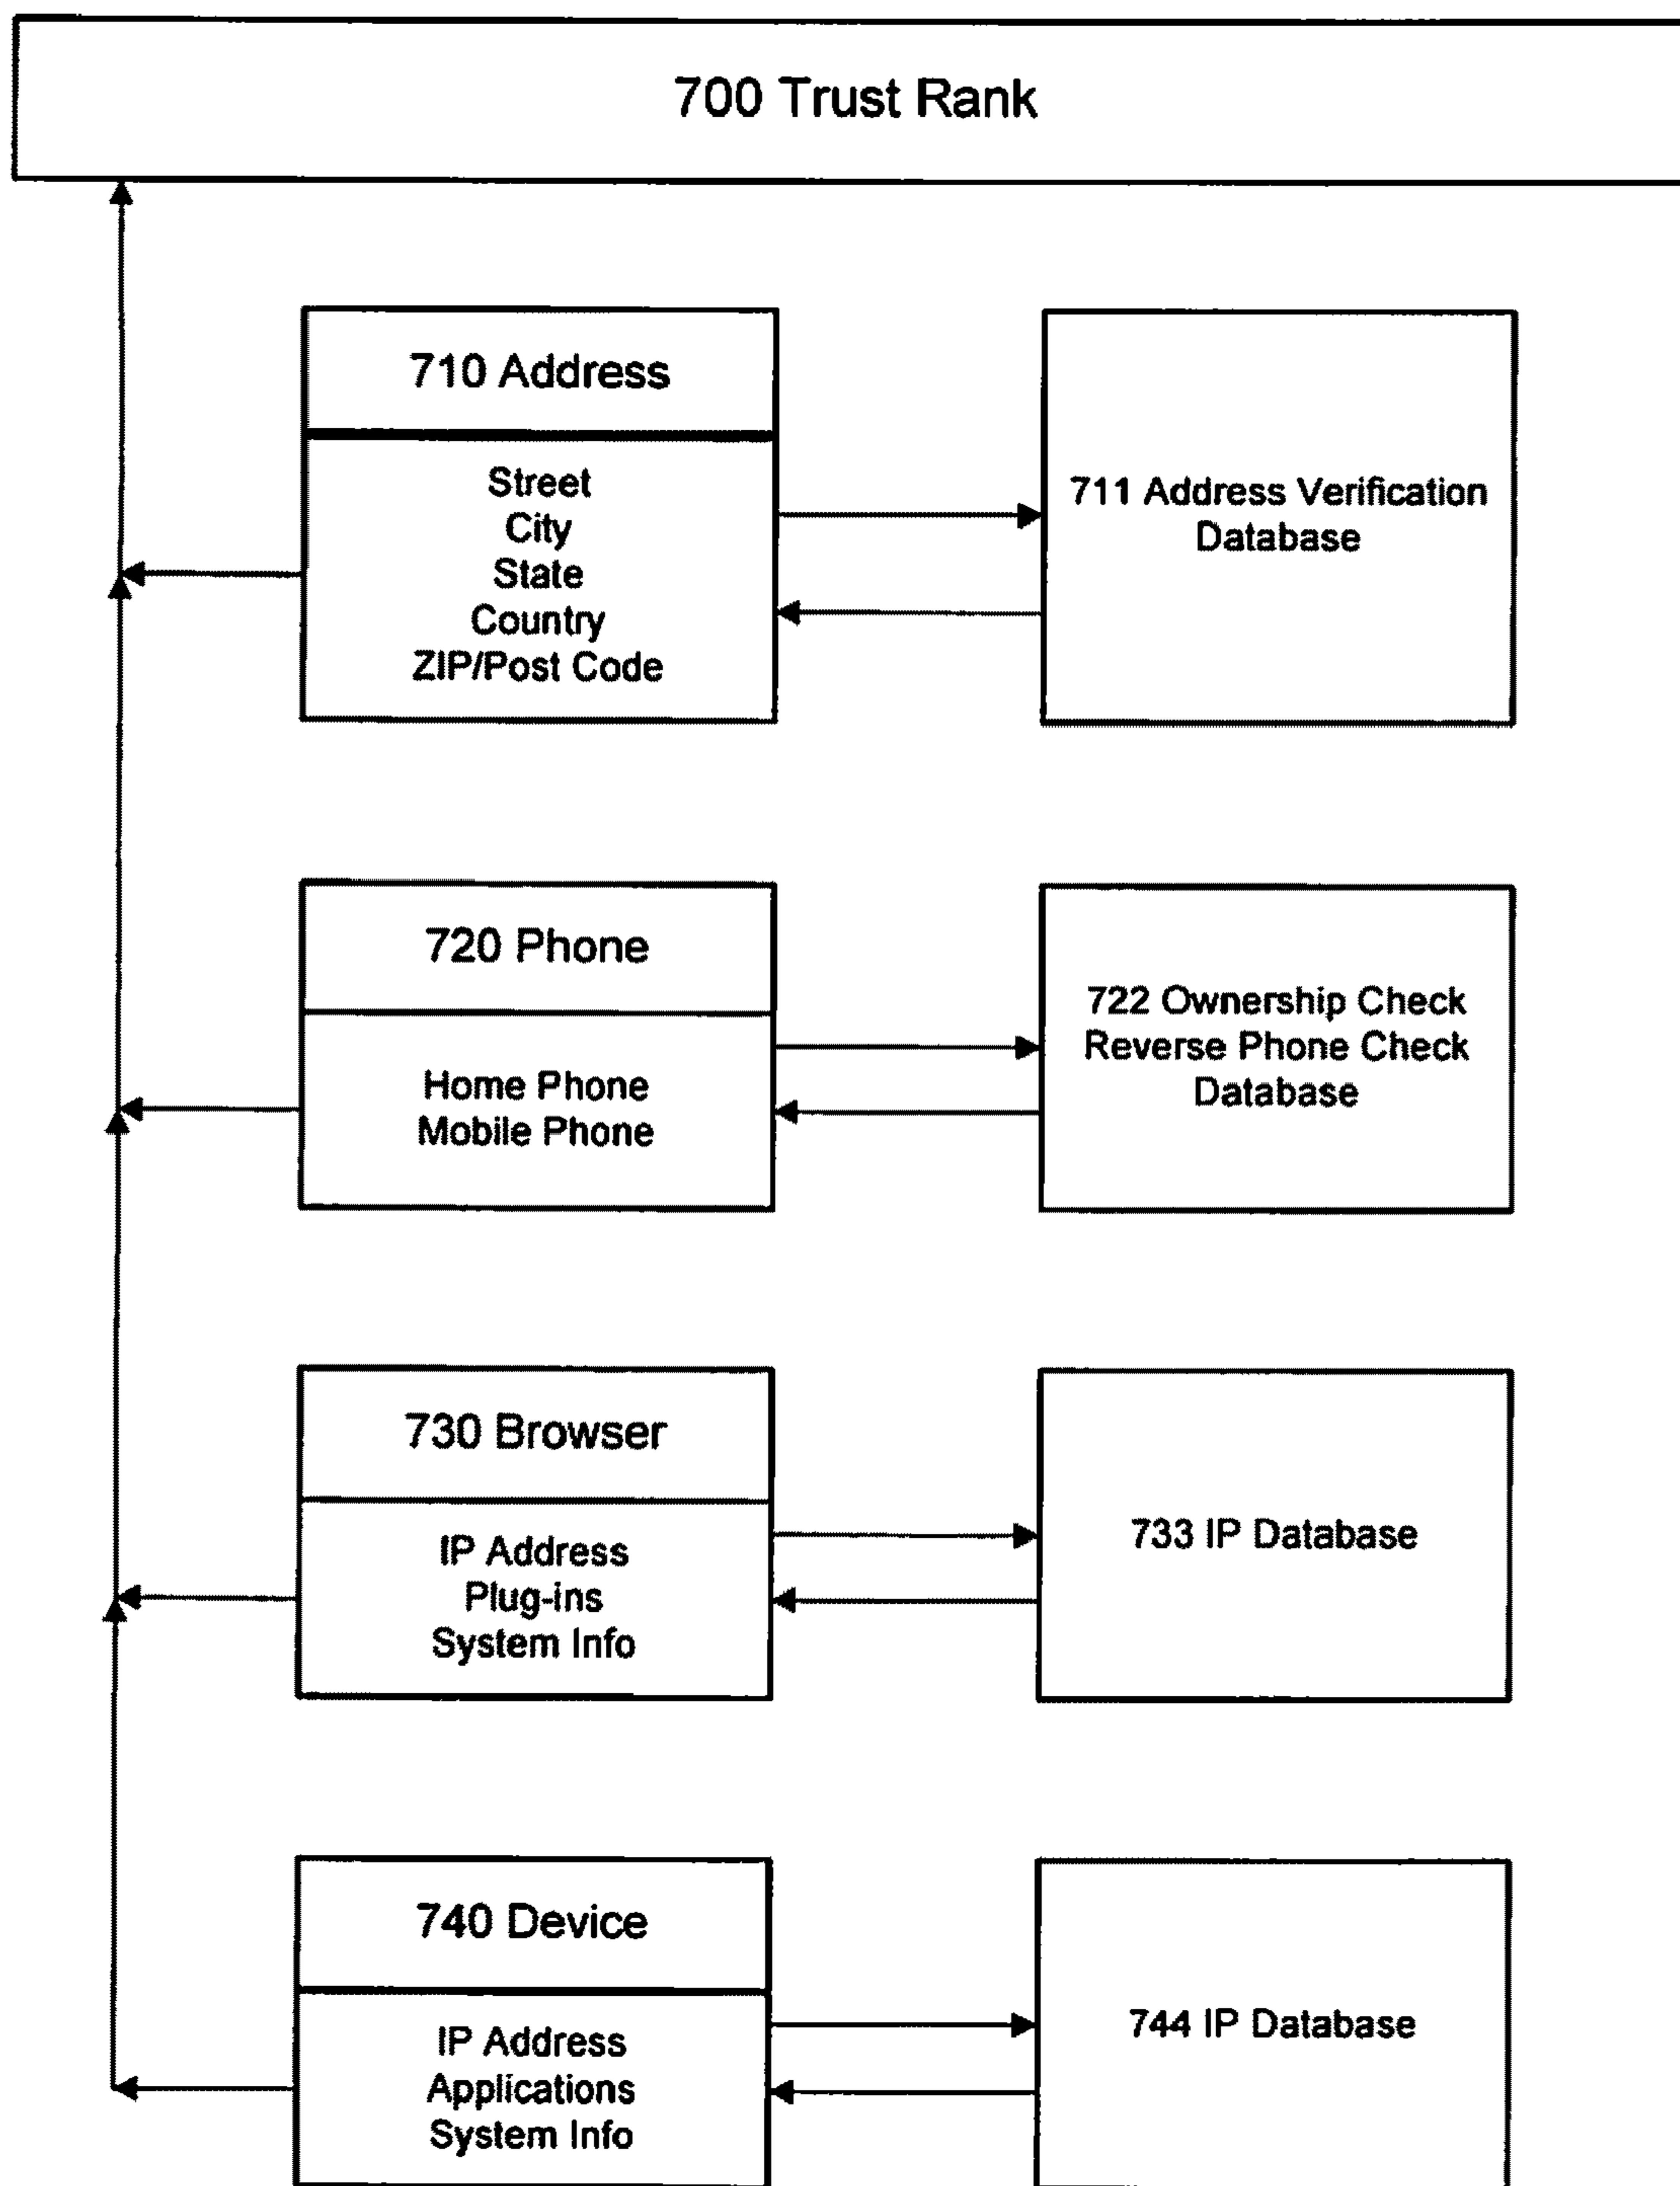 700 Trust Rank
710 Address
Street
City
State
Country
ZIP/Post Code
711 Address Verification
Database
720 Phone
Home Phone
Mobile Phone
722 Ownership Check
Reverse Phone Check
Database
730 Browser
IP Address
Plug-ins
System Info
733 IP Database
740 Device
IP Address
Applications
System Info
744 IP Database